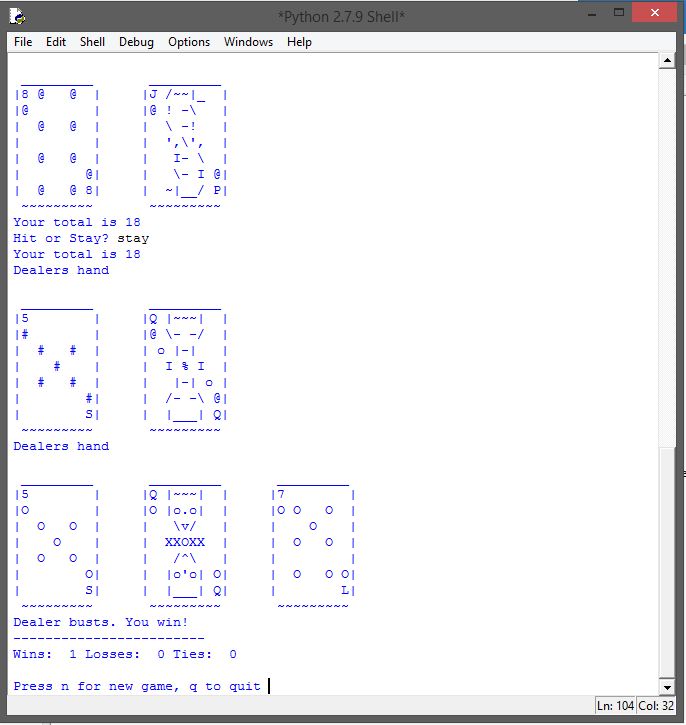 *Python 2.7.9 Shell*
File Edit Shell Debug Options Windows Help
 _________       _________
|8 @   @  |     |J /~~|_  |
|@        |     |@ ! -\   |
|  @   @  |     |  \ -!   |
|         |     |  ',\',  |
|  @   @  |     |   I- \  |
|        @|     |   \- I @|
|  @   @ 8|     |  ~|__/ P|
 ~~~~~~~~~       ~~~~~~~~~
Your total is 18
Hit or Stay? stay
Your total is 18
Dealers hand
 _________       _________
|5        |     |Q |~~~|  |
|#        |     |@ \- -/  |
|  #   #  |     | o |-|   |
|    #    |     |  I % I  |
|  #   #  |     |   |-| o |
|        #|     |  /- -\ @|
|        S|     |  |___| Q|
 ~~~~~~~~~       ~~~~~~~~~
Dealers hand
 _________       _________       _________
|5        |     |Q |~~~|  |     |7        |
|O        |     |O |o.o|  |     |O O   O  |
|  O   O  |     |   \v/   |     |    O    |
|    O    |     |  XXOXX  |     |  O   O  |
|  O   O  |     |   /^\   |     |         |
|        O|     |  |o'o| O|     |  O   O O|
|        S|     |  |___| Q|     |        L|
 ~~~~~~~~~       ~~~~~~~~~       ~~~~~~~~~
Dealer busts. You win!
------------------------
Wins:  1 Losses:  0 Ties:  0
Press n for new game, q to quit
Ln: 104 Col: 32